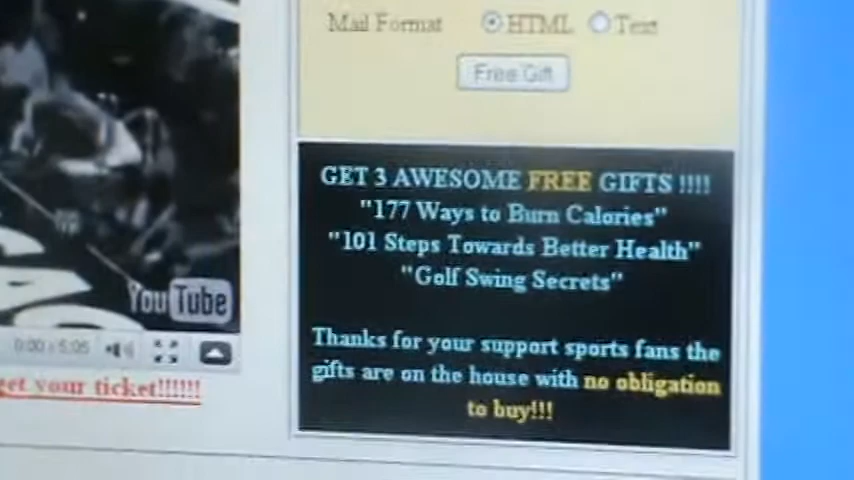 Mail Format HTML Text
Free Gift
GET 3 AWESOME FREE GIFTS !!!!
"177 Ways to Burn Calories"
"101 Steps Towards Better Health"
"Golf Swing Secrets"
Thanks for your support sports fans the
gifts are on the house with no obligation
to buy!!!
You Tube
0:00 / 5:05
get your ticket!!!!!!